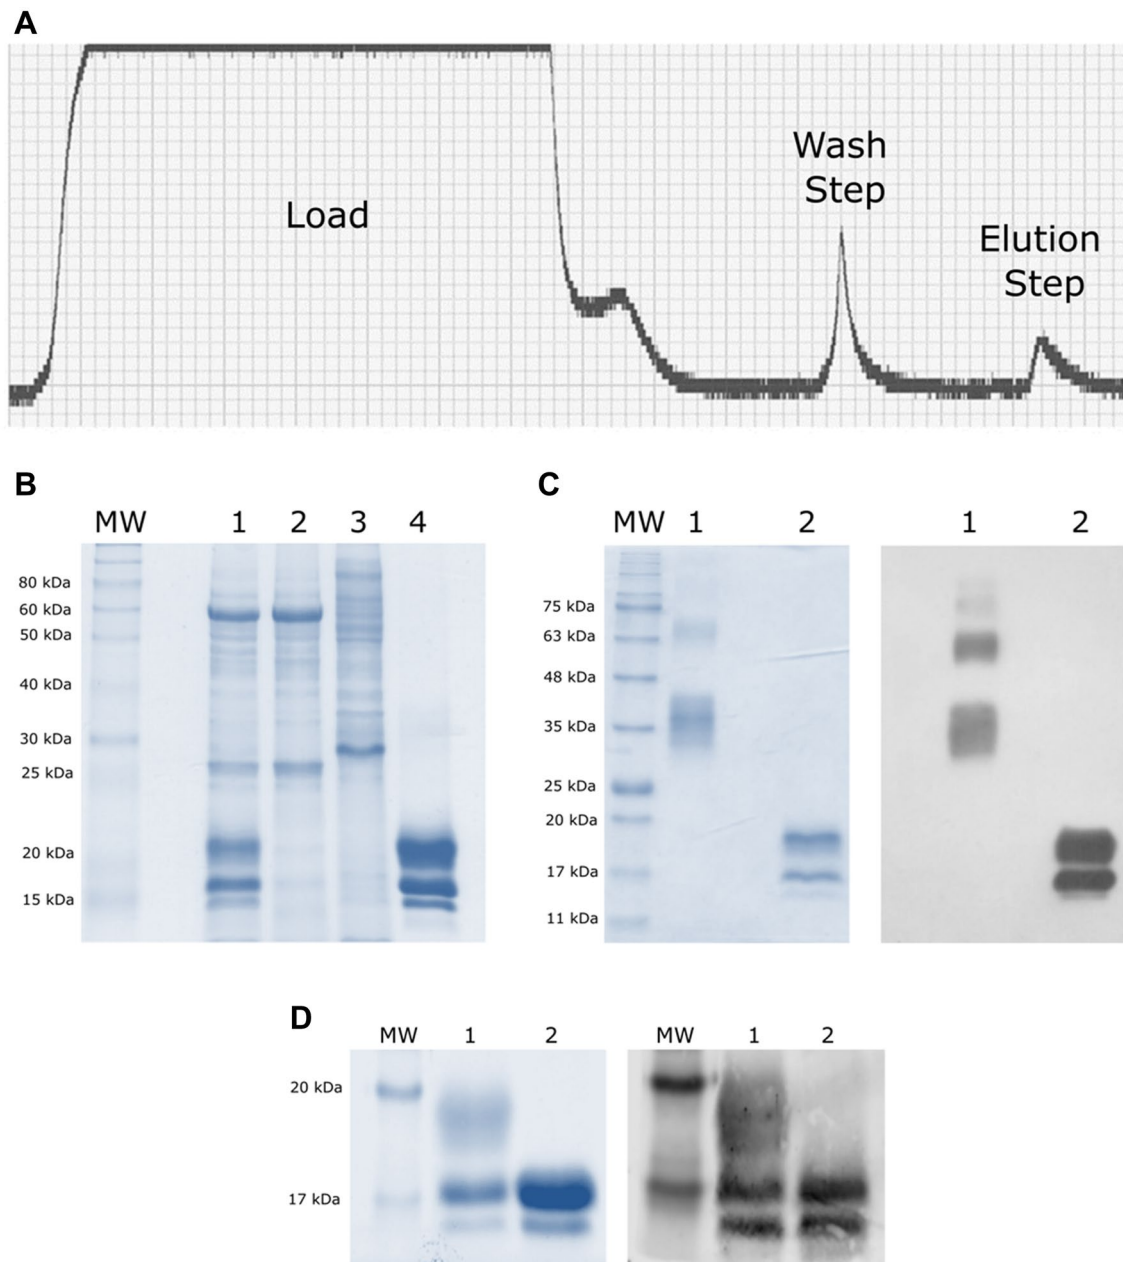 A
Load
Wash
Step
Elution
Step
B
MW 1 2 3 4
80 kDa
60 kDa
50 kDa
40 kDa
30 kDa
25 kDa
20 kDa
15 kDa
C
MW 1 2
75 kDa
63 kDa
48 kDa
35 kDa
25 kDa
20 kDa
17 kDa
11 kDa
1 2
D
MW 1 2
20 kDa
17 kDa
MW 1 2